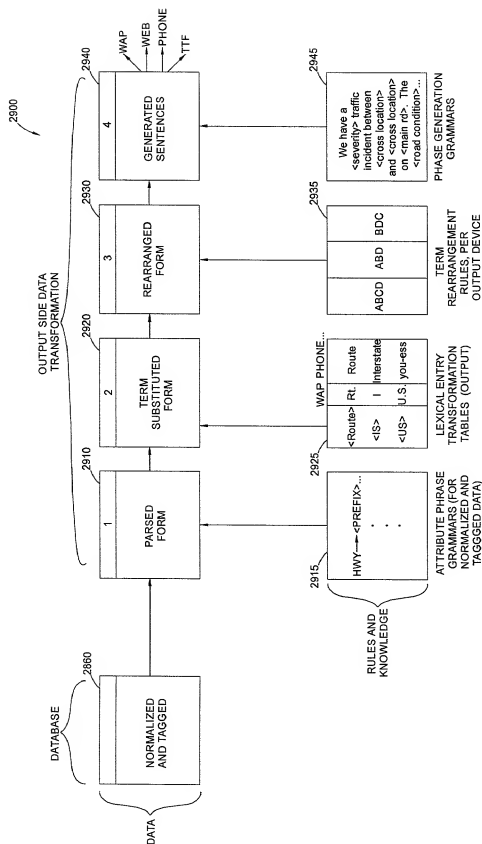 2900
OUTPUT SIDE DATA
TRANSFORMATION
DATABASE
2860
2910
2920
2930
2940
1
2
3
4
DATA
NORMALIZED
AND TAGGED
PARSED
FORM
TERM
SUBSTITUTED
FORM
REARRANGED
FORM
GENERATED
SENTENCES
WAP
WEB
PHONE
TTF
RULES AND
KNOWLEDGE
2915
HWY <PREFIX>...
.
.
.
ATTRIBUTE PHRASE
GRAMMARS (FOR
NORMALIZED AND
TAGGGED DATA)
2925
WAP PHONE...
<Route> Rt. Route
<IS> I Interstate
<US> U.S. you-ess
LEXICAL ENTRY
TRANSFORMATION
TABLES (OUTPUT)
2935
ABCD ABD BDC
TERM
REARRANGEMENT
RULES, PER
OUTPUT DEVICE
2945
We have a
<severity> traffic
incident between
<cross location>
and <cross location>
on <main rd>. The
<road condition>...
PHASE GENERATION
GRAMMARS